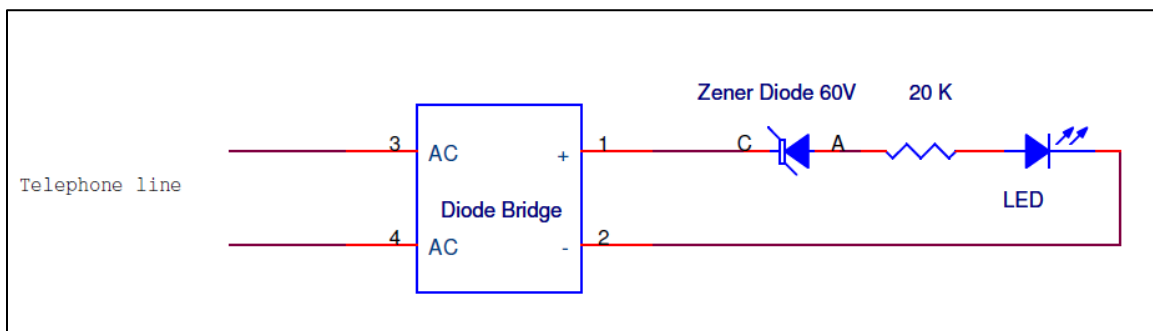 Zener Diode 60V 20 K
3 AC + 1 C A
Telephone line
Diode Bridge LED
4 AC - 2